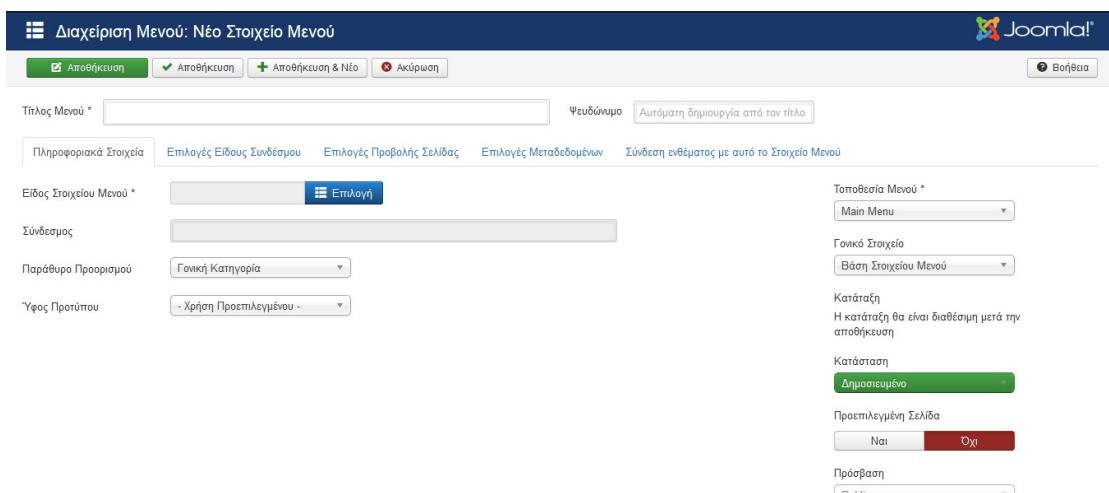 Διαχείριση Μενού: Νέο Στοιχείο Μενού
Joomla!®
Αποθήκευση
Αποθήκευση
Αποθήκευση & Νέο
Ακύρωση
Βοήθεια
Τίτλος Μενού *
Ψευδώνυμο
Αυτόματη δημιουργία από τον τίτλο
Πληροφοριακά Στοιχεία
Επιλογές Είδους Συνδέσμου
Επιλογές Προβολής Σελίδας
Επιλογές Μεταδεδομένων
Σύνδεση ενθέματος με αυτό το Στοιχείο Μενού
Είδος Στοιχείου Μενού *
Επιλογή
Σύνδεσμος
Παράθυρο Προορισμού
Γονική Κατηγορία
Ύφος Προτύπου
- Χρήση Προεπιλεγμένου -
Τοποθεσία Μενού *
Main Menu
Γονικό Στοιχείο
Βάση Στοιχείου Μενού
Κατάταξη
Η κατάταξη θα είναι διαθέσιμη μετά την
αποθήκευση
Κατάσταση
Δημοσιευμένο
Προεπιλεγμένη Σελίδα
Ναι
Όχι
Πρόσβαση